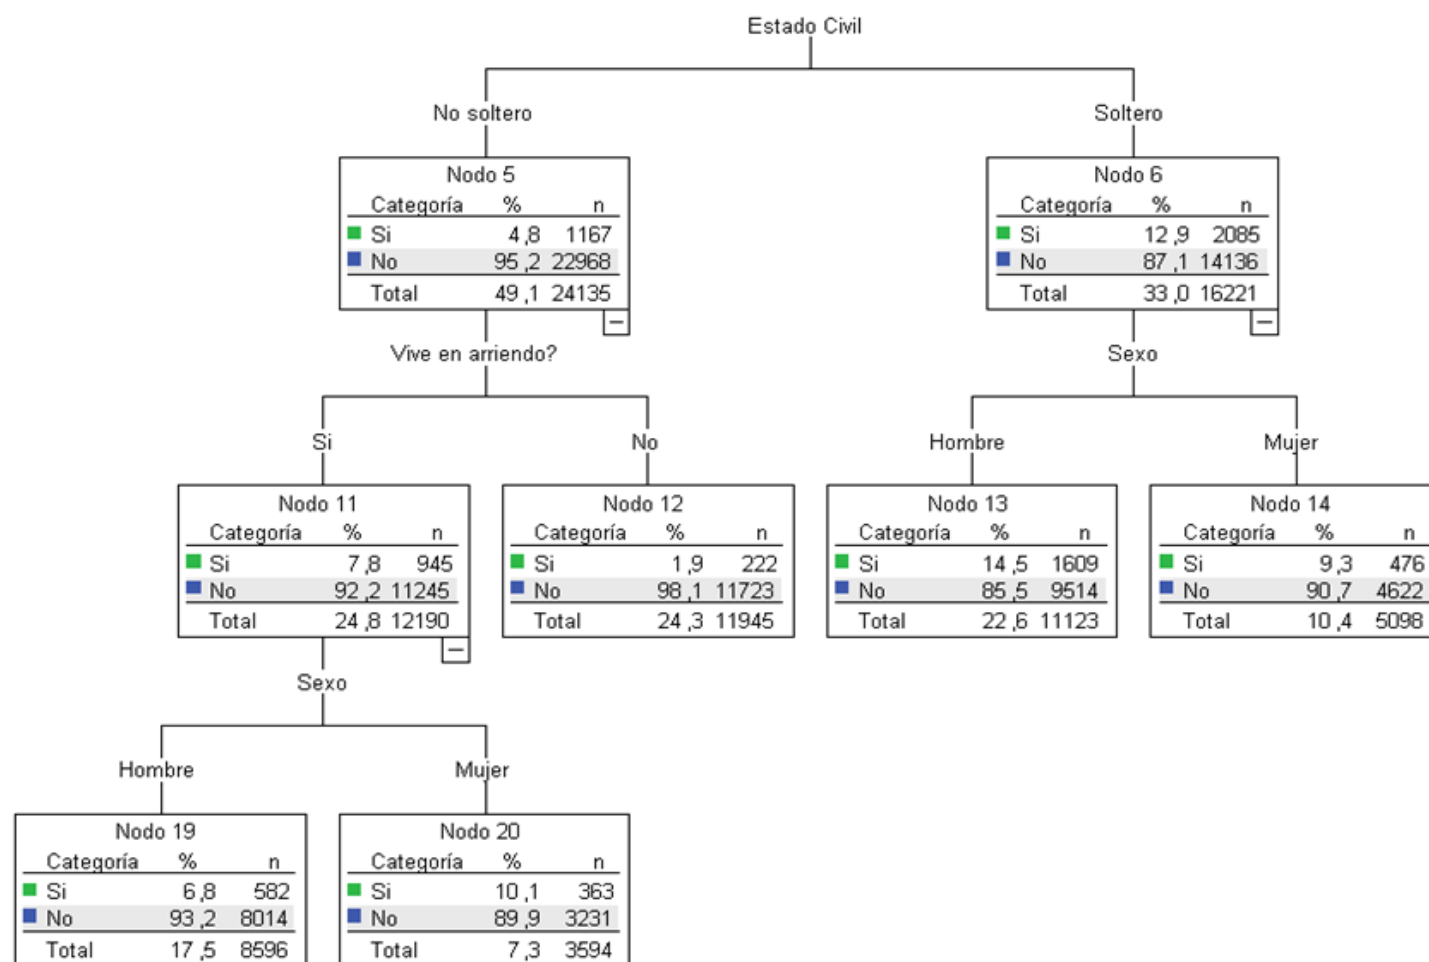 Estado Civil
No soltero
Soltero
Nodo 5
Categoría % n
Si 4 ,8 1167
No 95 ,2 22968
Total 49 ,1 24135
Nodo 6
Categoría % n
Si 12 ,9 2085
No 87 ,1 14136
Total 33 ,0 16221
Vive en arriendo?
Sexo
Si
No
Hombre
Mujer
Nodo 11
Categoría % n
Si 7 ,8 945
No 92 ,2 11245
Total 24 ,8 12190
Nodo 12
Categoría % n
Si 1 ,9 222
No 98 ,1 11723
Total 24 ,3 11945
Nodo 13
Categoría % n
Si 14 ,5 1609
No 85 ,5 9514
Total 22 ,6 11123
Nodo 14
Categoría % n
Si 9 ,3 476
No 90 ,7 4622
Total 10 ,4 5098
Sexo
Hombre
Mujer
Nodo 19
Categoría % n
Si 6 ,8 582
No 93 ,2 8014
Total 17 ,5 8596
Nodo 20
Categoría % n
Si 10 ,1 363
No 89 ,9 3231
Total 7 ,3 3594